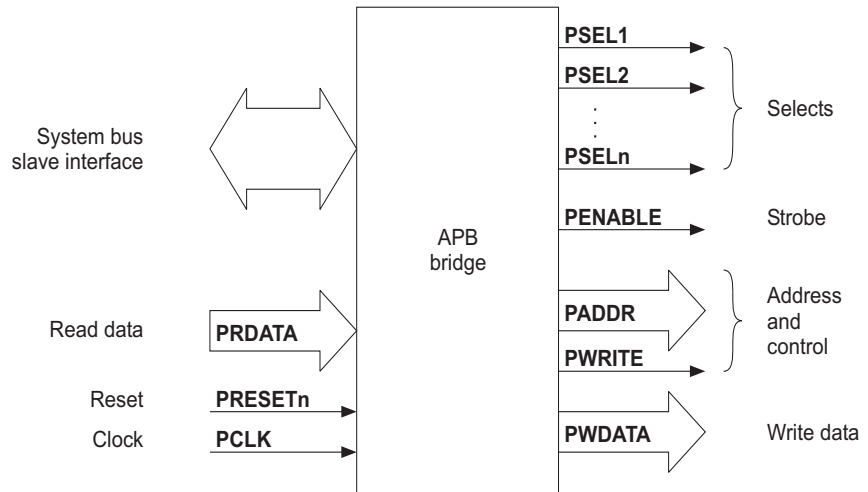 System bus
slave interface
Read data
PRDATA
Reset
PRESETn
Clock
PCLK
APB
bridge
PSEL1
PSEL2
PSELn
Selects
PENABLE
Strobe
PADDR
PWRITE
Address
and
control
PWDATA
Write data